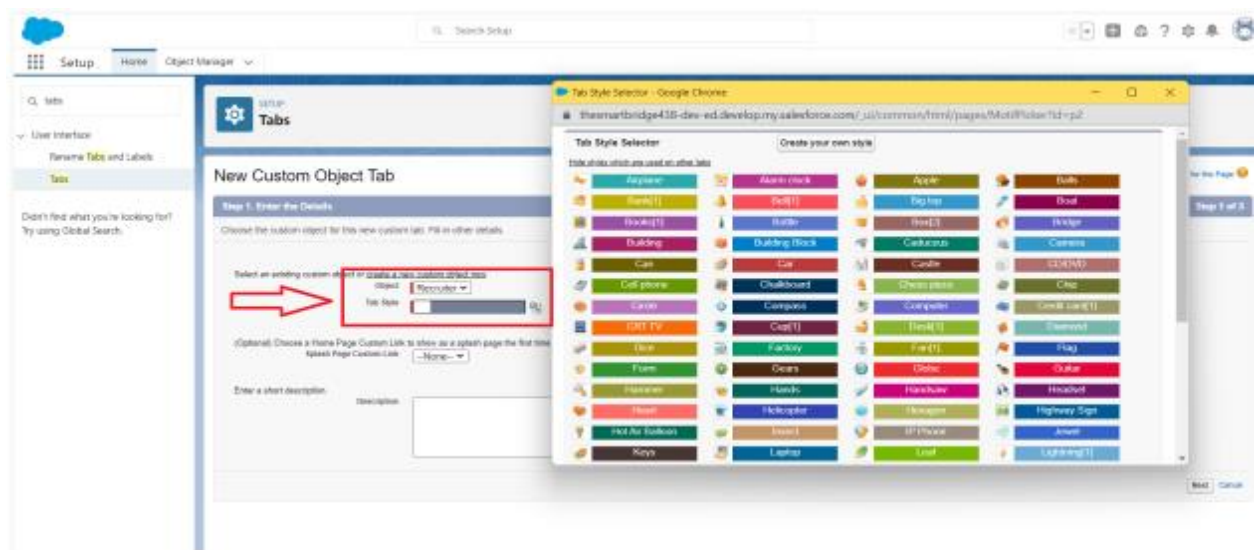 Search Setup
Setup Home Object Manager
tabs
User Interface
Rename Tabs and Labels
Tabs
Didn't find what you're looking for?
Try using Global Search.
SETUP
Tabs
New Custom Object Tab
Step 1. Enter the Details
Step 1 of 3
Choose the custom object for this new custom tab. Fill in other details.
Select an existing custom object or create a new custom object now.
Object Recruiter
Tab Style
(Optional) Choose a Home Page Custom Link to show as a splash page the first time
Splash Page Custom Link --None--
Enter a short description.
Description
Next Cancel
Tab Style Selector - Google Chrome
thesmartbridge438-dev-ed.develop.my.salesforce.com/_ui/common/html/pages/MotifPicker?id=p2
Tab Style Selector Create your own style
Hide styles which are used on other tabs
Airplane Alarm clock Apple Balls
Bank[1] Bell[1] Big top Boat
Books[1] Bottle Box[3] Bridge
Building Building Block Caduceus Camera
Can Car Castle CD/DVD
Cell phone Chalkboard Chess piece Chip
Circle Compass Computer Credit card[1]
CRT TV Cup[1] Desk[1] Diamond
Dice Factory Fan[1] Flag
Form Gears Globe Guitar
Hammer Hands Handsaw Headset
Heart Helicopter Hexagon Highway Sign
Hot Air Balloon Insect IP Phone Jewel
Keys Laptop Leaf Lightning[1]